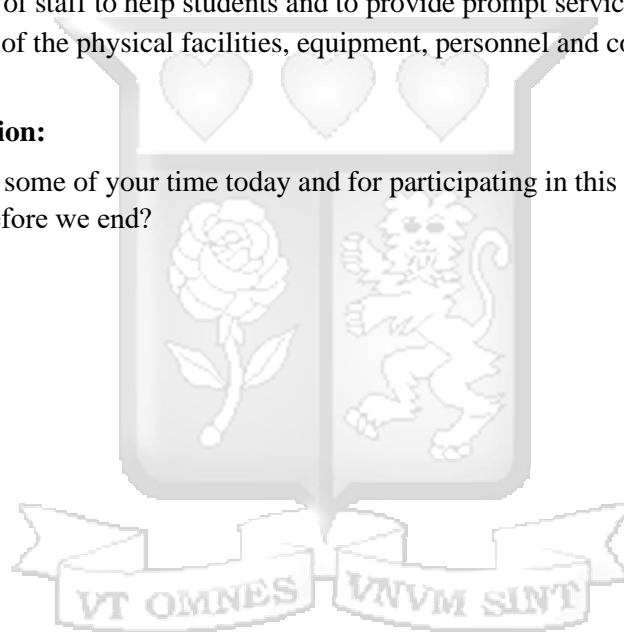 of staff to help students and to provide prompt servic
of the physical facilities, equipment, personnel and co
ion:
some of your time today and for participating in this
efore we end?
VT OMNES VNVM SINT